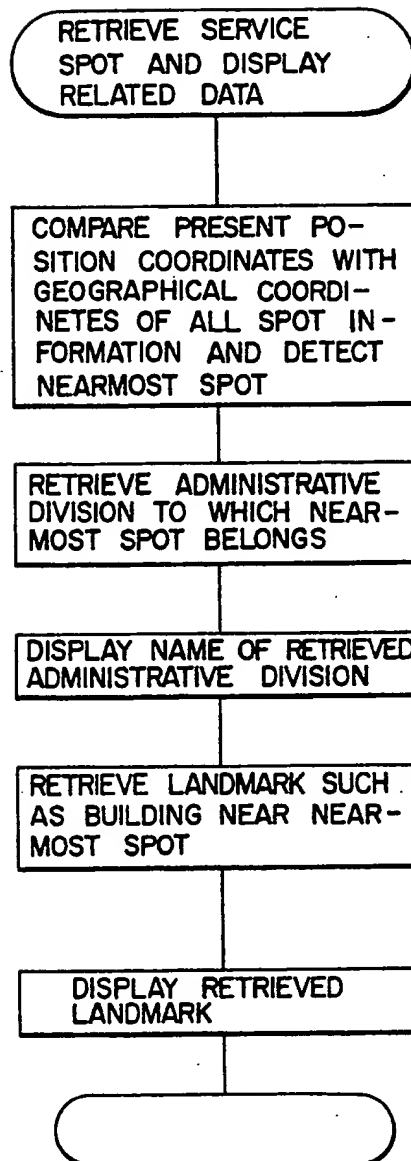 RETRIEVE SERVICE
SPOT AND DISPLAY
RELATED DATA
COMPARE PRESENT PO-
SITION COORDINATES WITH
GEOGRAPHICAL COORDI-
NETES OF ALL SPOT IN-
FORMATION AND DETECT
NEARMOST SPOT
RETRIEVE ADMINISTRATIVE
DIVISION TO WHICH NEAR-
MOST SPOT BELONGS
DISPLAY NAME OF RETRIEVED
ADMINISTRATIVE DIVISION
RETRIEVE LANDMARK SUCH
AS BUILDING NEAR NEAR-
MOST SPOT
DISPLAY RETRIEVED
LANDMARK